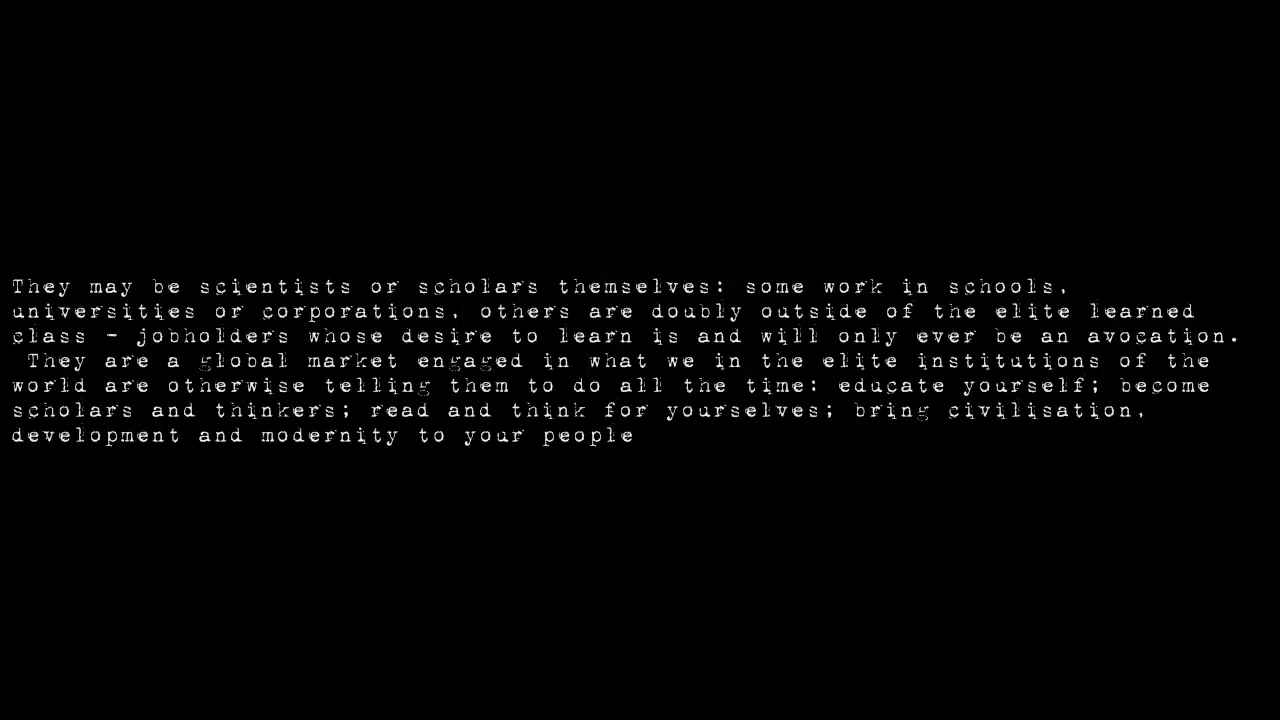 They may be scientists or scholars themselves: some work in schools,
universities or corporations, others are doubly outside of the elite learned
class - jobholders whose desire to learn is and will only ever be an avocation.
They are a global market engaged in what we in the elite institutions of the
world are otherwise telling them to do all the time: educate yourself; become
scholars and thinkers; read and think for yourselves; bring civilisation,
development and modernity to your people